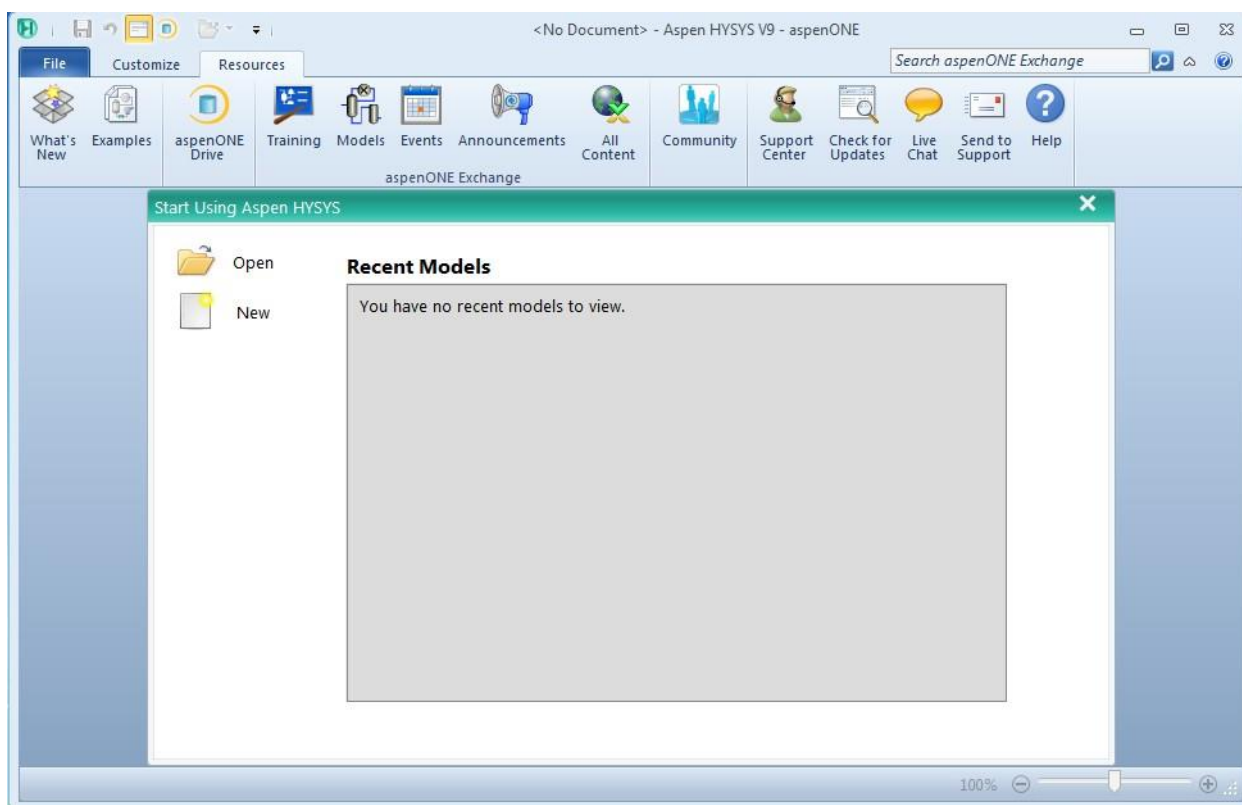 <No Document> - Aspen HYSYS V9 - aspenONE
File Customize Resources Search aspenONE Exchange
What's New
Examples
aspenONE Drive
Training
Models
Events
Announcements
All Content
Community
Support Center
Check for Updates
Live Chat
Send to Support
Help
aspenONE Exchange
Start Using Aspen HYSYS
Open
New
Recent Models
You have no recent models to view.
100%